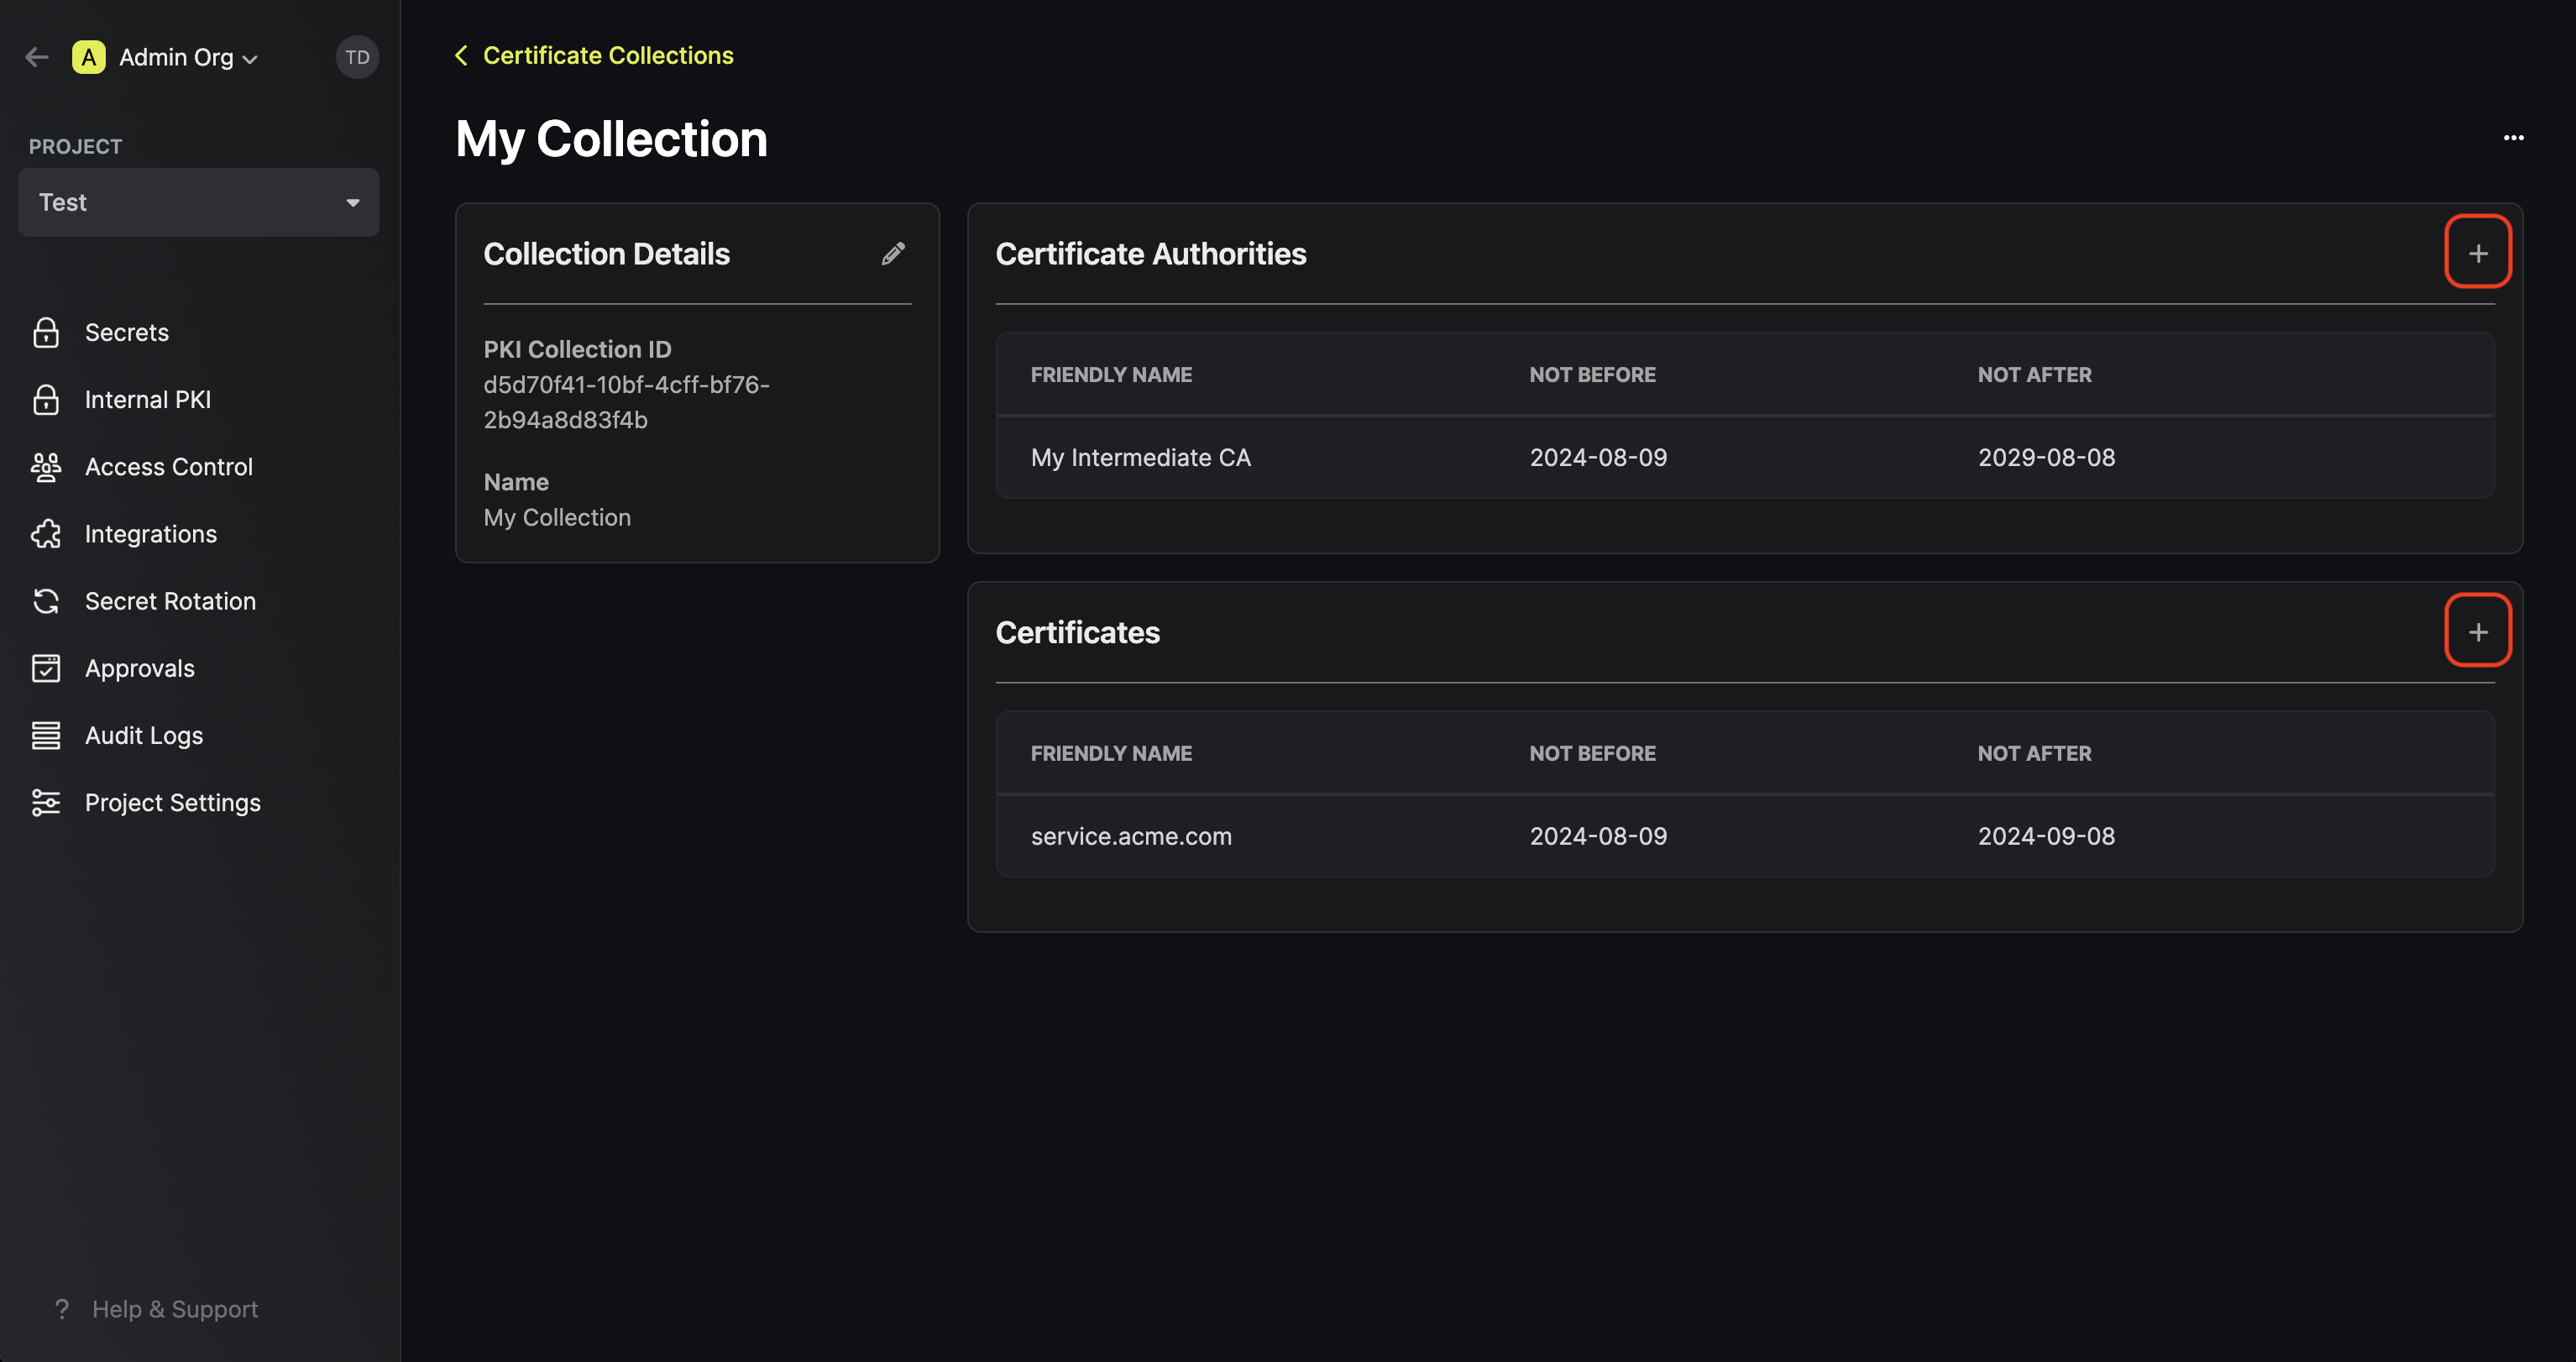 A Admin Org
TD
PROJECT
Test
Secrets
Internal PKI
Access Control
Integrations
Secret Rotation
Approvals
Audit Logs
Project Settings
? Help & Support
Certificate Collections
My Collection
Collection Details
PKI Collection ID
d5d70f41-10bf-4cff-bf76-
2b94a8d83f4b
Name
My Collection
Certificate Authorities
FRIENDLY NAME NOT BEFORE NOT AFTER
My Intermediate CA 2024-08-09 2029-08-08
Certificates
FRIENDLY NAME NOT BEFORE NOT AFTER
service.acme.com 2024-08-09 2024-09-08